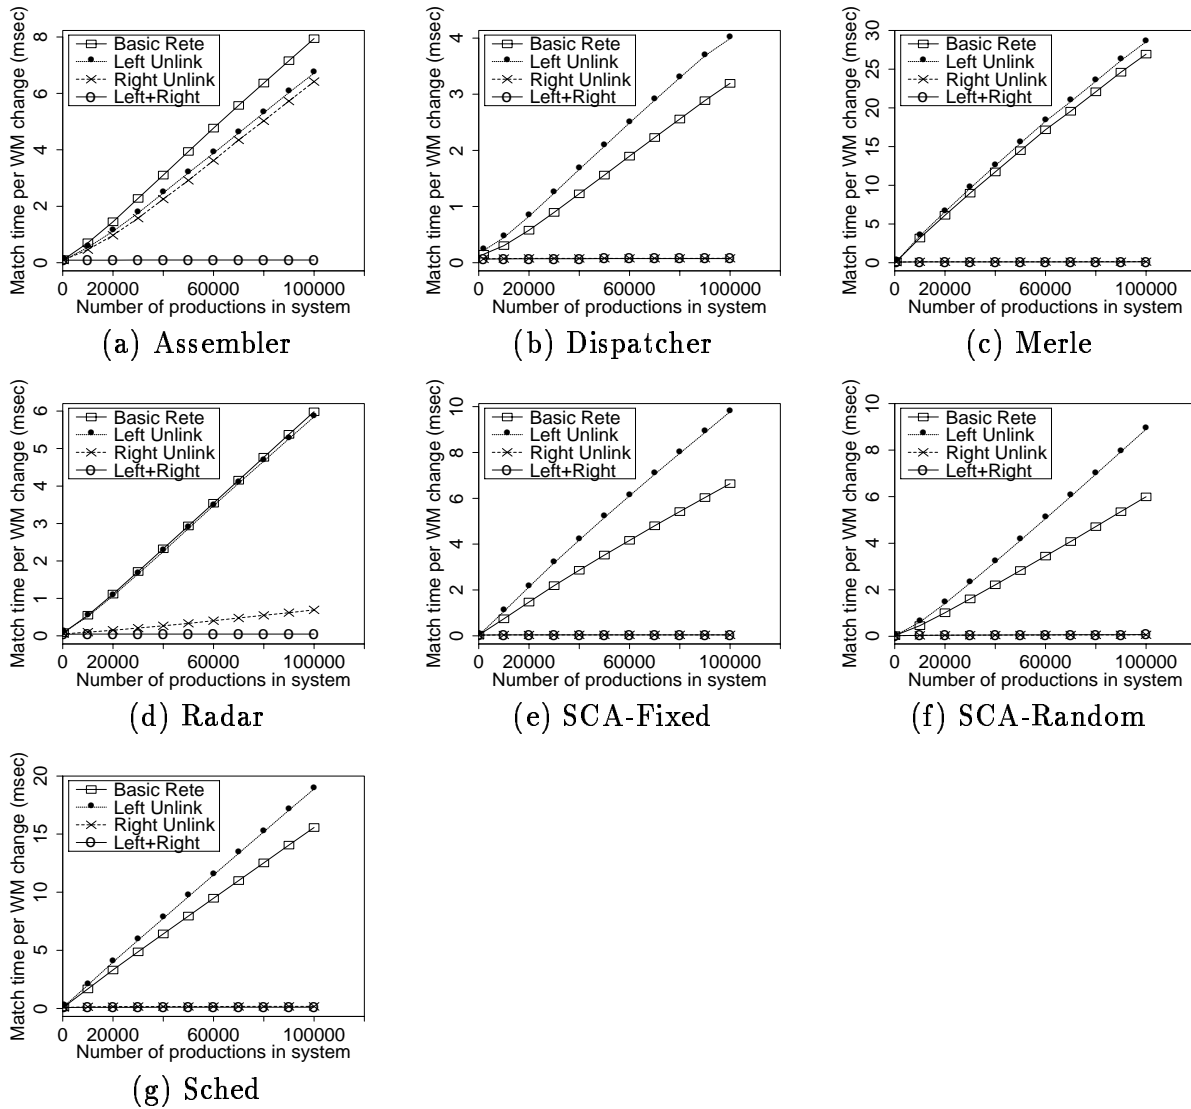 Match time per WM change (msec)
8
6
4
2
0
Basic Rete
Left Unlink
Right Unlink
Left+Right
0 20000 60000 100000
Number of productions in system
(a) Assembler
Match time per WM change (msec)
4
3
2
1
0
Basic Rete
Left Unlink
Right Unlink
Left+Right
0 20000 60000 100000
Number of productions in system
(b) Dispatcher
Match time per WM change (msec)
30
25
20
15
10
5
0
Basic Rete
Left Unlink
Right Unlink
Left+Right
0 20000 60000 100000
Number of productions in system
(c) Merle
Match time per WM change (msec)
6
5
4
3
2
1
0
Basic Rete
Left Unlink
Right Unlink
Left+Right
0 20000 60000 100000
Number of productions in system
(d) Radar
Match time per WM change (msec)
10
8
6
4
2
0
Basic Rete
Left Unlink
Right Unlink
Left+Right
0 20000 60000 100000
Number of productions in system
(e) SCA-Fixed
Match time per WM change (msec)
10
8
6
4
2
0
Basic Rete
Left Unlink
Right Unlink
Left+Right
0 20000 60000 100000
Number of productions in system
(f) SCA-Random
Match time per WM change (msec)
20
15
10
5
0
Basic Rete
Left Unlink
Right Unlink
Left+Right
0 20000 60000 100000
Number of productions in system
(g) Sched